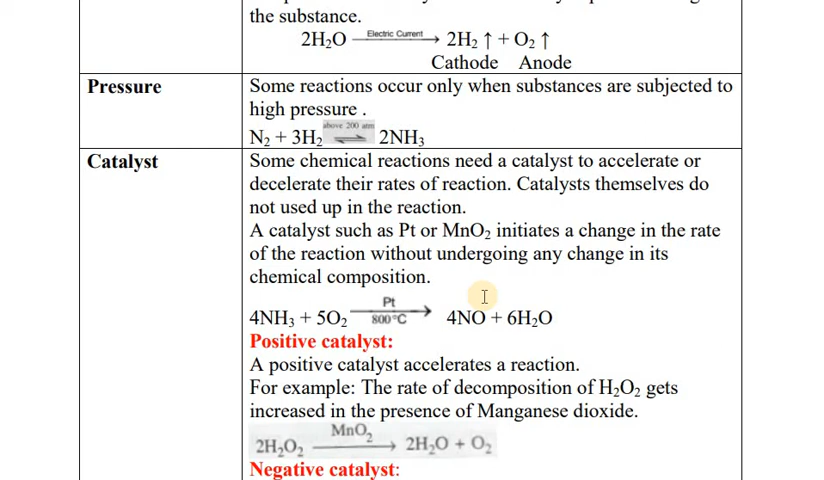 the substance.
2H₂O Electric Current → 2H₂ ↑ + O₂ ↑
Cathode Anode
Pressure
Some reactions occur only when substances are subjected to
high pressure .
N₂ + 3H₂ above 200 atm ⇌ 2NH₃
Catalyst
Some chemical reactions need a catalyst to accelerate or
decelerate their rates of reaction. Catalysts themselves do
not used up in the reaction.
A catalyst such as Pt or MnO₂ initiates a change in the rate
of the reaction without undergoing any change in its
chemical composition.
4NH₃ + 5O₂ Pt 800°C → 4NO + 6H₂O
Positive catalyst:
A positive catalyst accelerates a reaction.
For example: The rate of decomposition of H₂O₂ gets
increased in the presence of Manganese dioxide.
2H₂O₂ MnO₂ → 2H₂O + O₂
Negative catalyst: